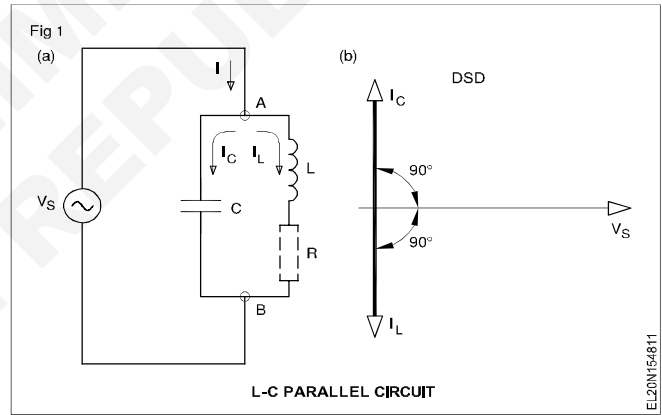 Fig 1
(a)
I
A
I_C
I_L
L
V_S
C
R
B
(b)
DSD
I_C
90°
V_S
90°
I_L
L-C PARALLEL CIRCUIT
EL20N154811